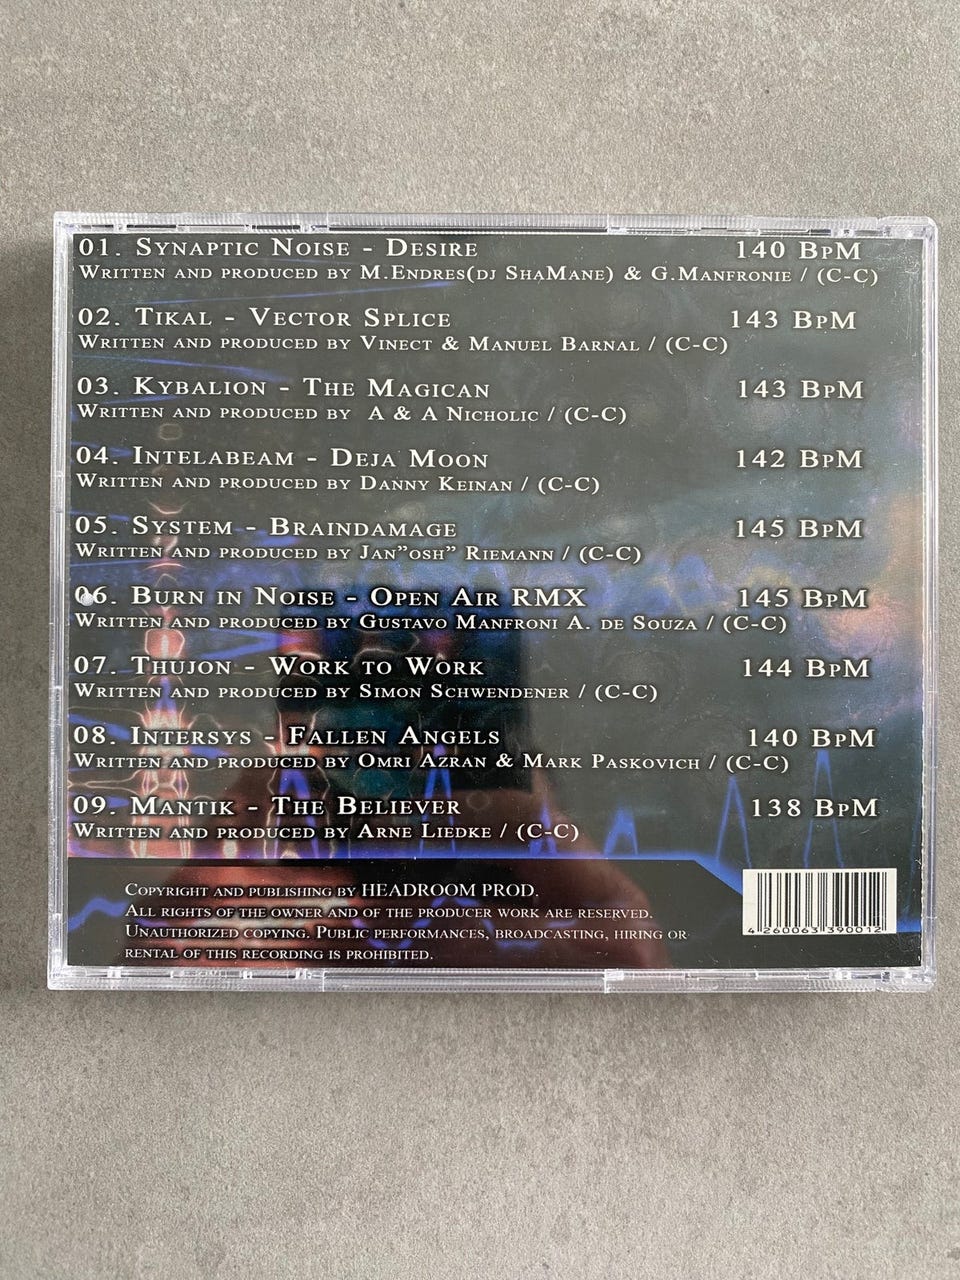 01. Synaptic Noise - Desire 140 BpM
Written and produced by M.Endres(dj ShaMane) & G.Manfronie / (C-C)
02. Tikal - Vector Splice 143 BpM
Written and produced by Vinect & Manuel Barnal / (C-C)
03. Kybalion - The Magican 143 BpM
Written and produced by A & A Nicholic / (C-C)
04. Intelabeam - Deja Moon 142 BpM
Written and produced by Danny Keinan / (C-C)
05. System - Braindamage 145 BpM
Written and produced by Jan"osh" Riemann / (C-C)
06. Burn in Noise - Open Air RMX 145 BpM
Written and produced by Gustavo Manfroni A. de Souza / (C-C)
07. Thujon - Work to Work 144 BpM
Written and produced by Simon Schwendener / (C-C)
08. Intersys - Fallen Angels 140 BpM
Written and produced by Omri Azran & Mark Paskovich / (C-C)
09. Mantik - The Believer 138 BpM
Written and produced by Arne Liedke / (C-C)
Copyright and publishing by HEADROOM PROD.
All rights of the owner and of the producer work are reserved.
Unauthorized copying. Public performances, broadcasting, hiring or
rental of this recording is prohibited.
4 260063 390012